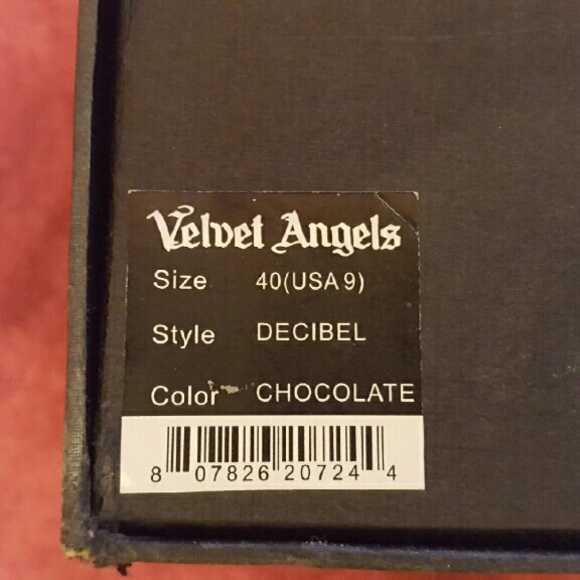 Velvet Angels
Size 40(USA 9)
Style DECIBEL
Color CHOCOLATE
8 07826 20724 4